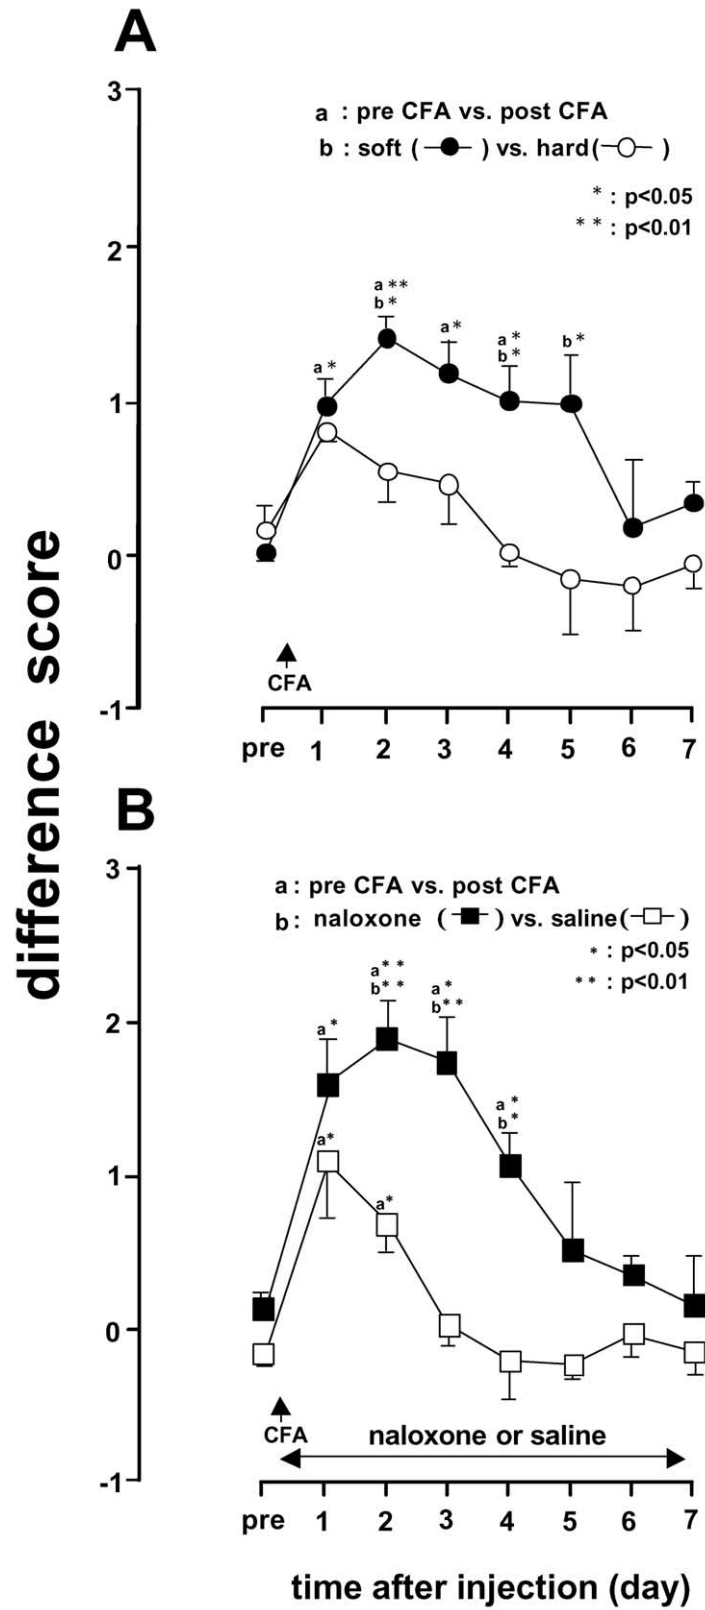 A
3
a : pre CFA vs. post CFA
b : soft ( ) vs. hard( )
* : p<0.05
** : p<0.01
2
a **
b *
a *
a *
b *
b *
a *
1
0
CFA
-1
pre 1 2 3 4 5 6 7
difference score
B
3
a : pre CFA vs. post CFA
b : naloxone ( ) vs. saline( )
* : p<0.05
** : p<0.01
a**
b**
a*
b**
2
a*
a *
b *
a*
1
a*
0
CFA
naloxone or saline
-1
pre 1 2 3 4 5 6 7
time after injection (day)